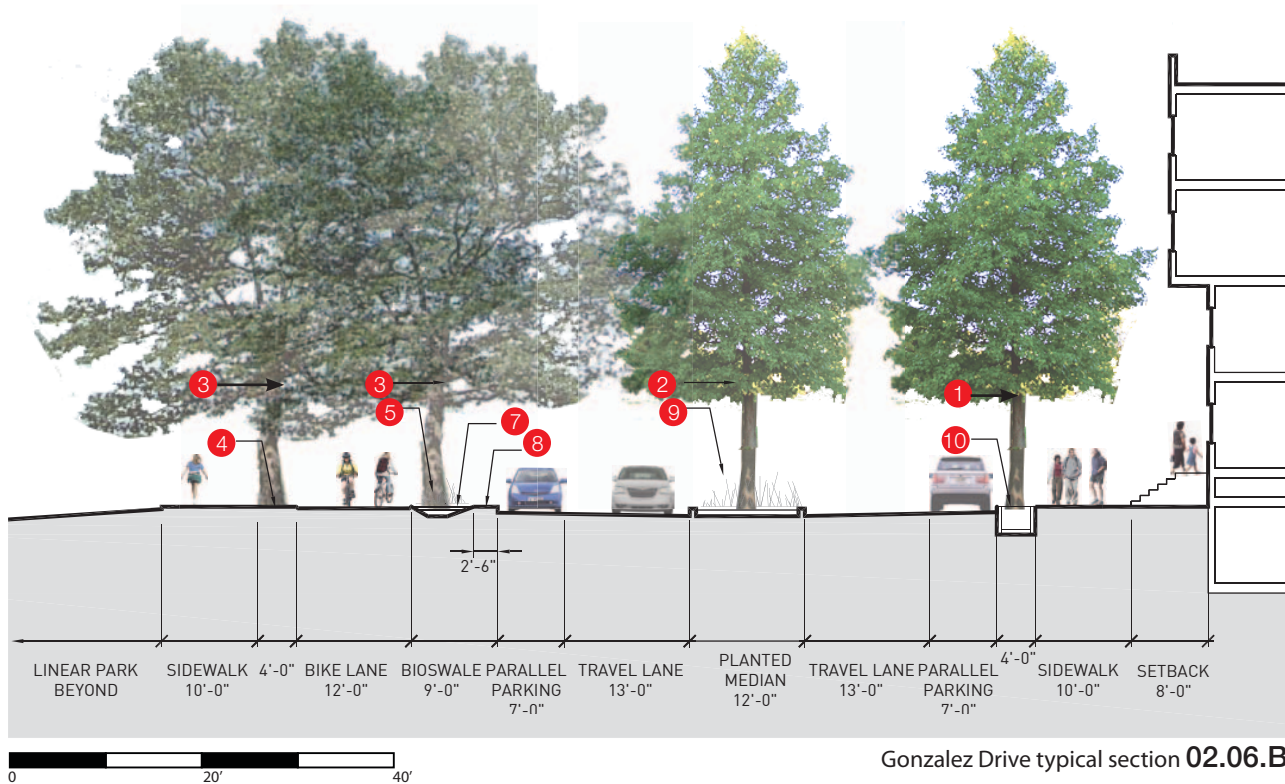 3
3
2
1
5
7
9
4
8
10
2'-6"
LINEAR PARK
BEYOND
SIDEWALK
10'-0"
4'-0"
BIKE LANE
12'-0"
BIOSWALE
9'-0"
PARALLEL
PARKING
7'-0"
TRAVEL LANE
13'-0"
PLANTED
MEDIAN
12'-0"
TRAVEL LANE
13'-0"
PARALLEL
PARKING
7'-0"
4'-0"
SIDEWALK
10'-0"
SETBACK
8'-0"
0
20'
40'
Gonzalez Drive typical section 02.06.B